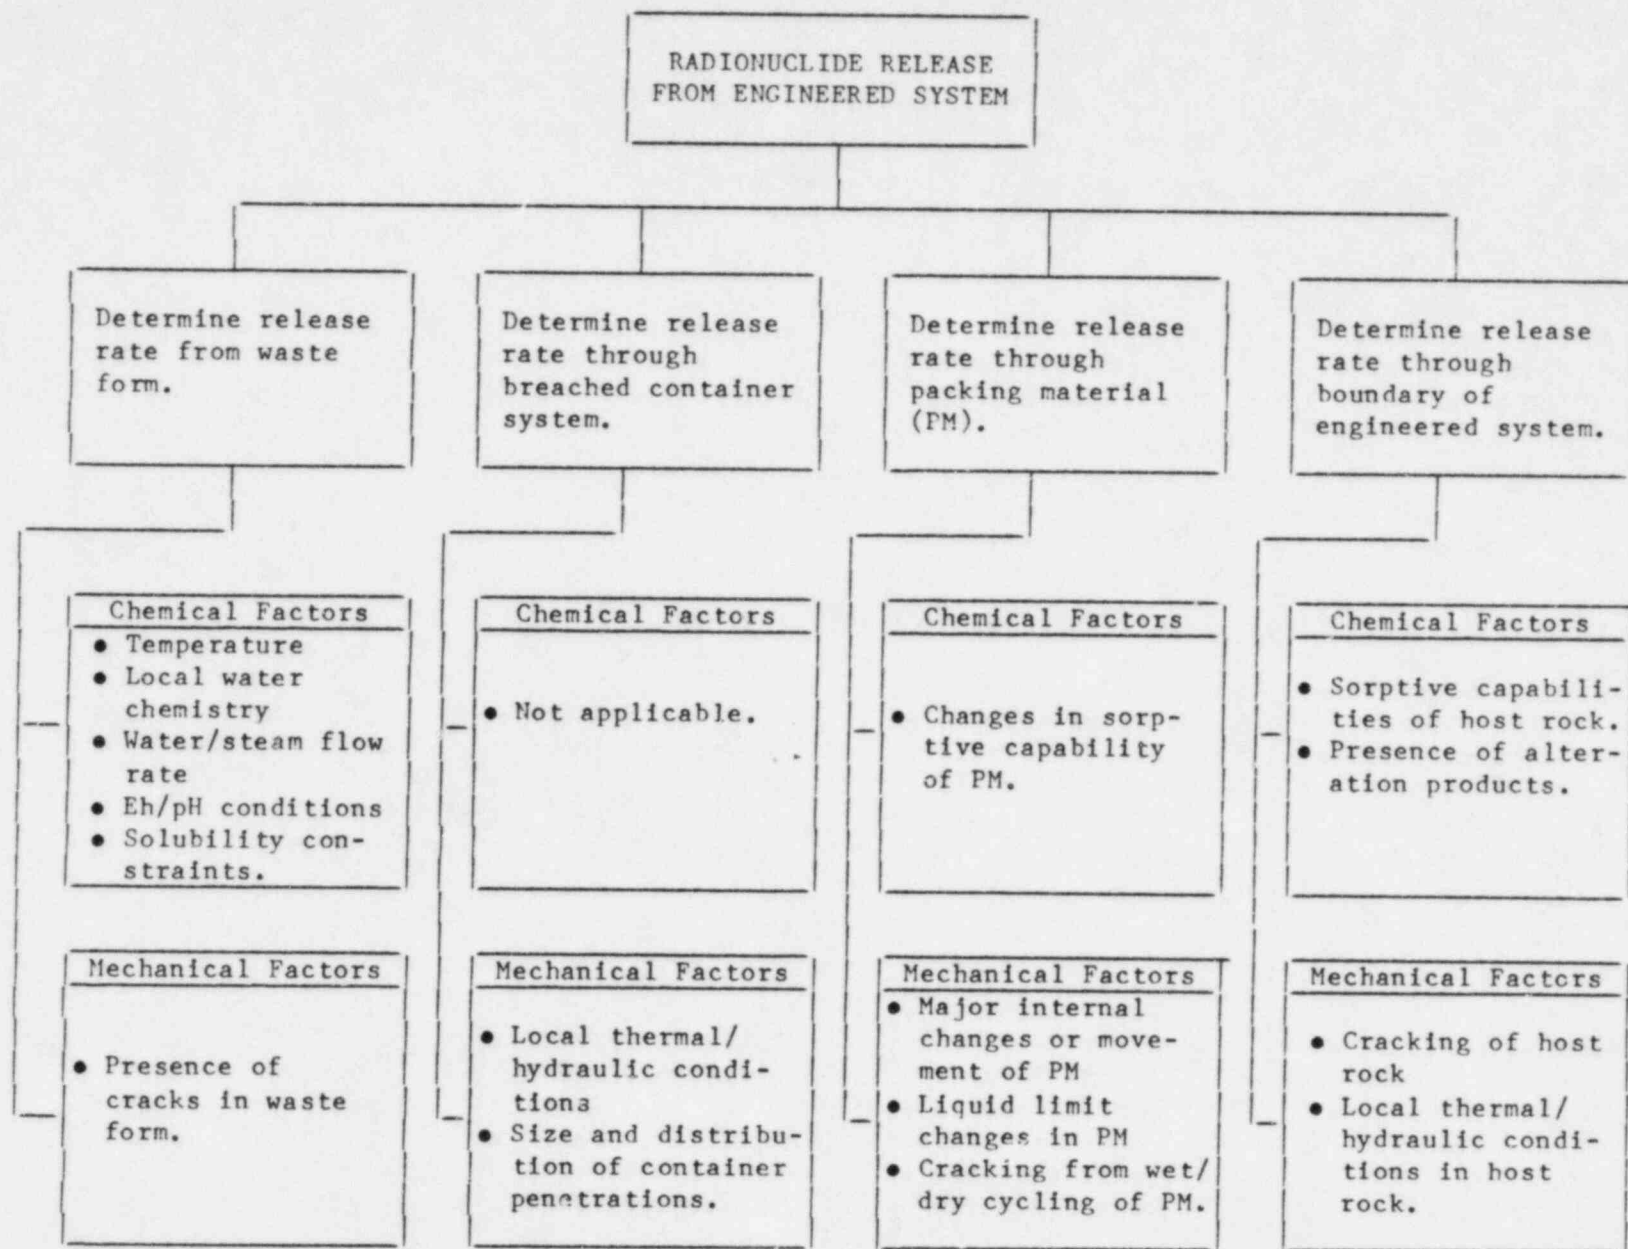 RADIONUCLIDE RELEASE
FROM ENGINEERED SYSTEM
Determine release
rate from waste
form.
Determine release
rate through
breached container
system.
Determine release
rate through
packing material
(PM).
Determine release
rate through
boundary of
engineered system.
Chemical Factors
● Temperature
● Local water
chemistry
● Water/steam flow
rate
● Eh/pH conditions
● Solubility con-
straints.
Chemical Factors
● Not applicable.
Chemical Factors
● Changes in sorp-
tive capability
of PM.
Chemical Factors
● Sorptive capabili-
ties of host rock.
● Presence of alter-
ation products.
Mechanical Factors
● Presence of
cracks in waste
form.
Mechanical Factors
● Local thermal/
hydraulic condi-
tions
● Size and distribu-
tion of container
penetrations.
Mechanical Factors
● Major internal
changes or move-
ment of PM
● Liquid limit
changes in PM
● Cracking from wet/
dry cycling of PM.
Mechanical Factors
● Cracking of host
rock
● Local thermal/
hydraulic condi-
tions in host
rock.